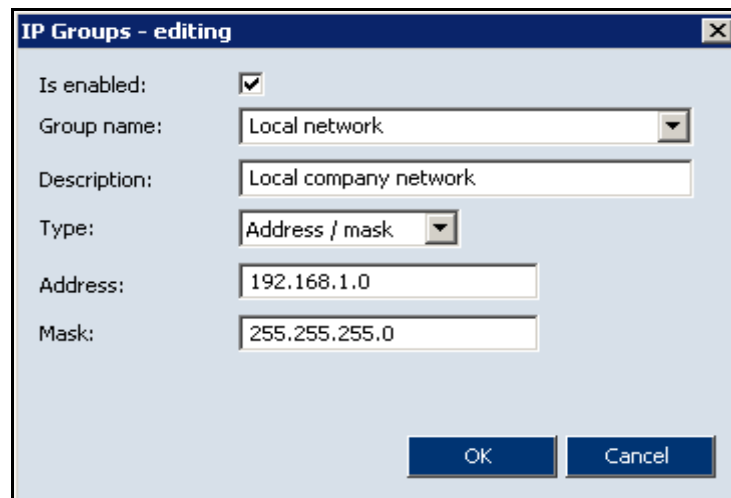 IP Groups - editing
Is enabled:
Group name: Local network
Description: Local company network
Type: Address / mask
Address: 192.168.1.0
Mask: 255.255.255.0
OK Cancel